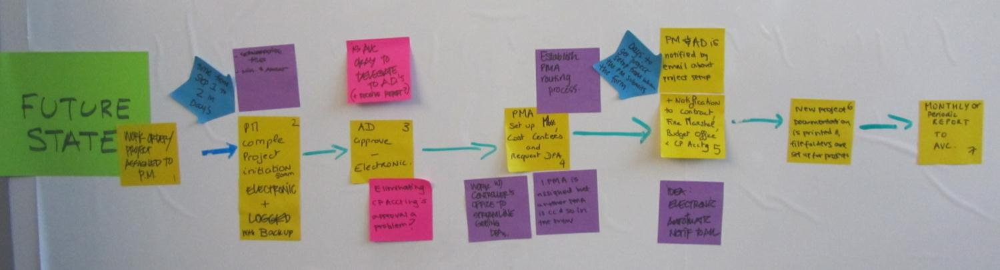 FUTURE
STATE
WORK ORDER/
PROJECT
ASSIGNED TO
P.M.
1
TIME FROM
STEP 1 TO
2 IN
DAYS
FILES
PM 2
comple
Project
initiation
FORM
ELECTRONIC
+
LOGGED
with Backup
IS AVC
OKAY TO
DELEGATE
TO AD'S
(+ RECEIVE REPORT?)
AD 3
approve
—
Electronic.
Eliminating
CP Accting's
approval a
problem?
Establish
PMA
routing
process.
PMA
Set up M##
Cost Centers
and
Request DPA
4
WORK W/
CONTROLLER'S
OFFICE TO
STREAMLINE
GETTING
DPA.
1 PMA is
assigned but
another PMA
is cc'd so in
the know
Days to
get project
setup from when
the PM submits
the form
PM & AD is
notified by
email about
project setup
+ Notification
to contract,
Fire Marshal,
Budget Office
& CP Acctg 5
IDEA:
ELECTRONIC
+
AUTOMATIC
NOTIF TO ALL
New project 6
Documentation
is printed &
file folders are
set up for project
MONTHLY or
Periodic
REPORT
TO
AVC.
7